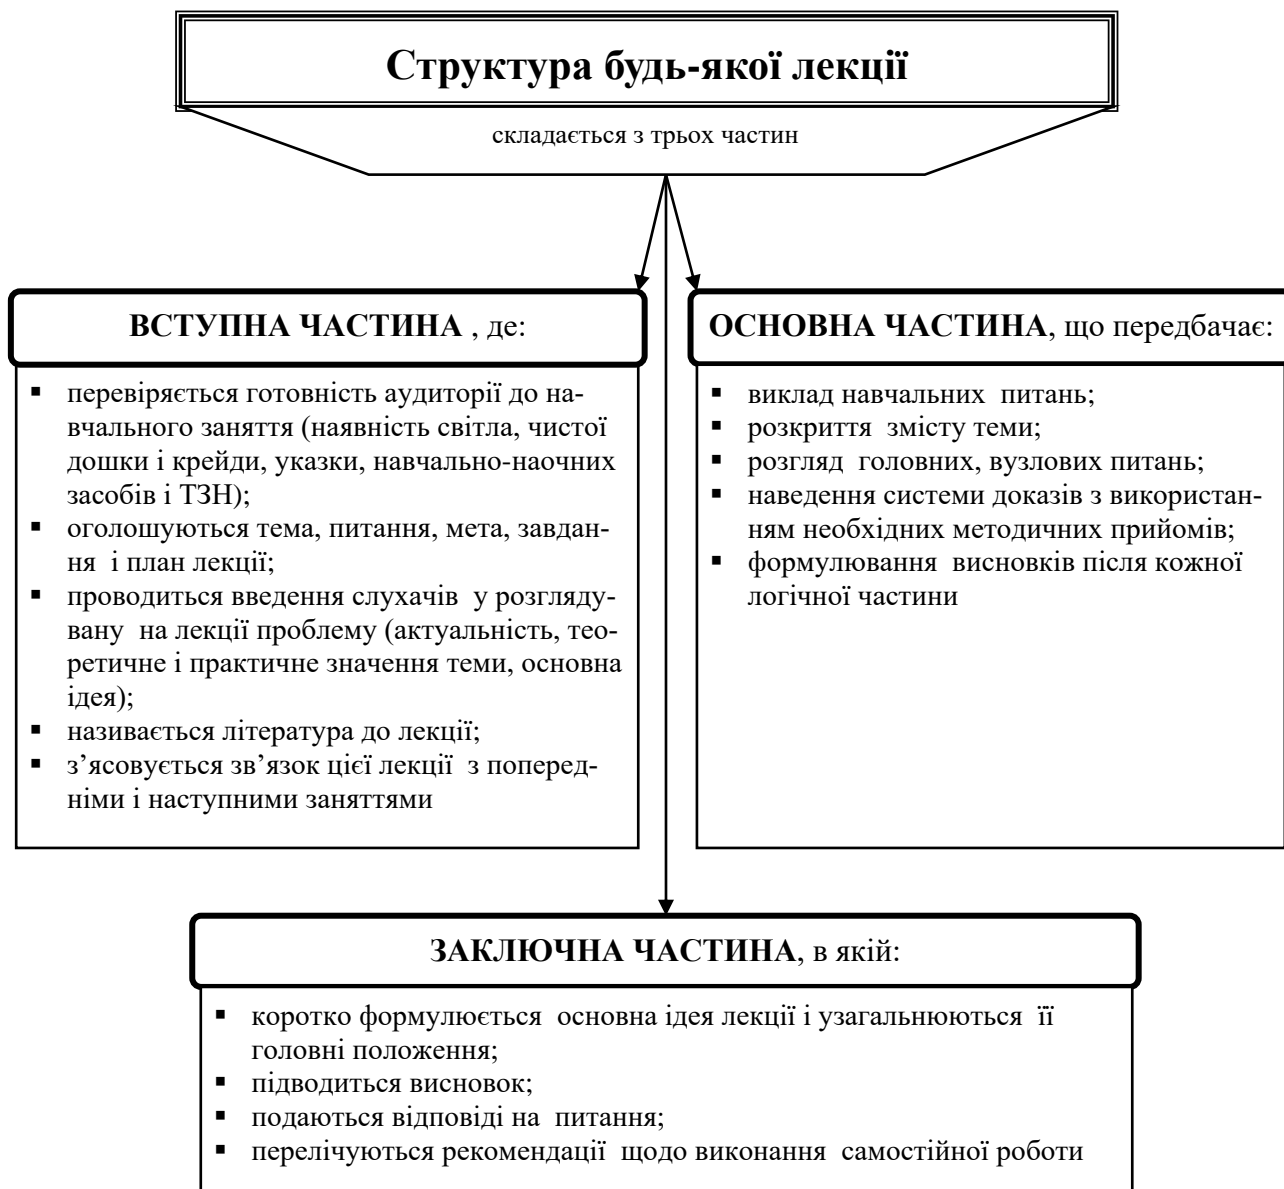 Структура будь-якої лекції
складається з трьох частин
ВСТУПНА ЧАСТИНА , де:
▪ перевіряється готовність аудиторії до на-
вчального заняття (наявність світла, чистої
дошки і крейди, указки, навчально-наочних
засобів і ТЗН);
▪ оголошуються тема, питання, мета, завдан-
ня і план лекції;
▪ проводиться введення слухачів у розгляду-
вану на лекції проблему (актуальність, тео-
ретичне і практичне значення теми, основна
ідея);
▪ називається література до лекції;
▪ з’ясовується зв’язок цієї лекції з поперед-
німи і наступними заняттями
ОСНОВНА ЧАСТИНА, що передбачає:
▪ виклад навчальних питань;
▪ розкриття змісту теми;
▪ розгляд головних, вузлових питань;
▪ наведення системи доказів з використан-
ням необхідних методичних прийомів;
▪ формулювання висновків після кожної
логічної частини
ЗАКЛЮЧНА ЧАСТИНА, в якій:
▪ коротко формулюється основна ідея лекції і узагальнюються її
головні положення;
▪ підводиться висновок;
▪ подаються відповіді на питання;
▪ перелічуються рекомендації щодо виконання самостійної роботи